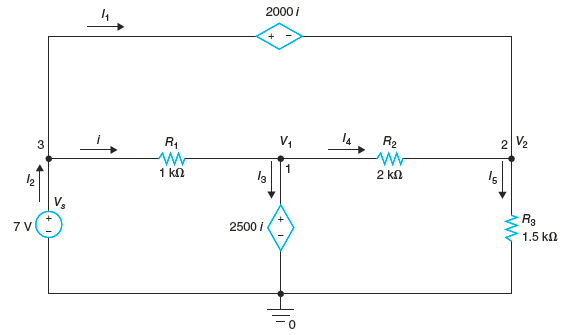 I₁
2000 i
+ −
3
i
R₁
1 kΩ
V₁
1
I₄
R₂
2 kΩ
2
V₂
I₂
Vₛ
7 V
+
−
I₃
2500 i
+
−
I₅
R₃
1.5 kΩ
0